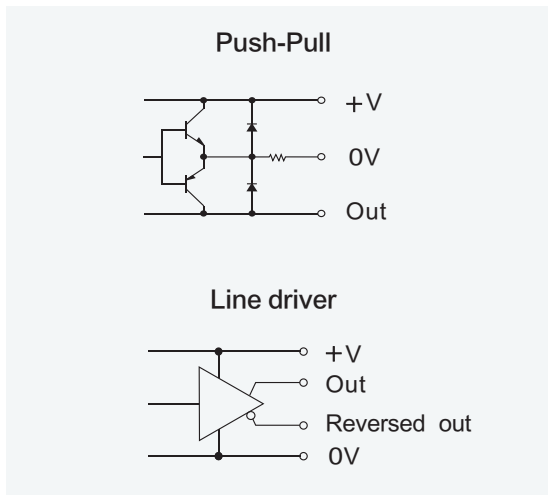 Push-Pull
+V
0V
Out
Line driver
+V
Out
Reversed out
0V